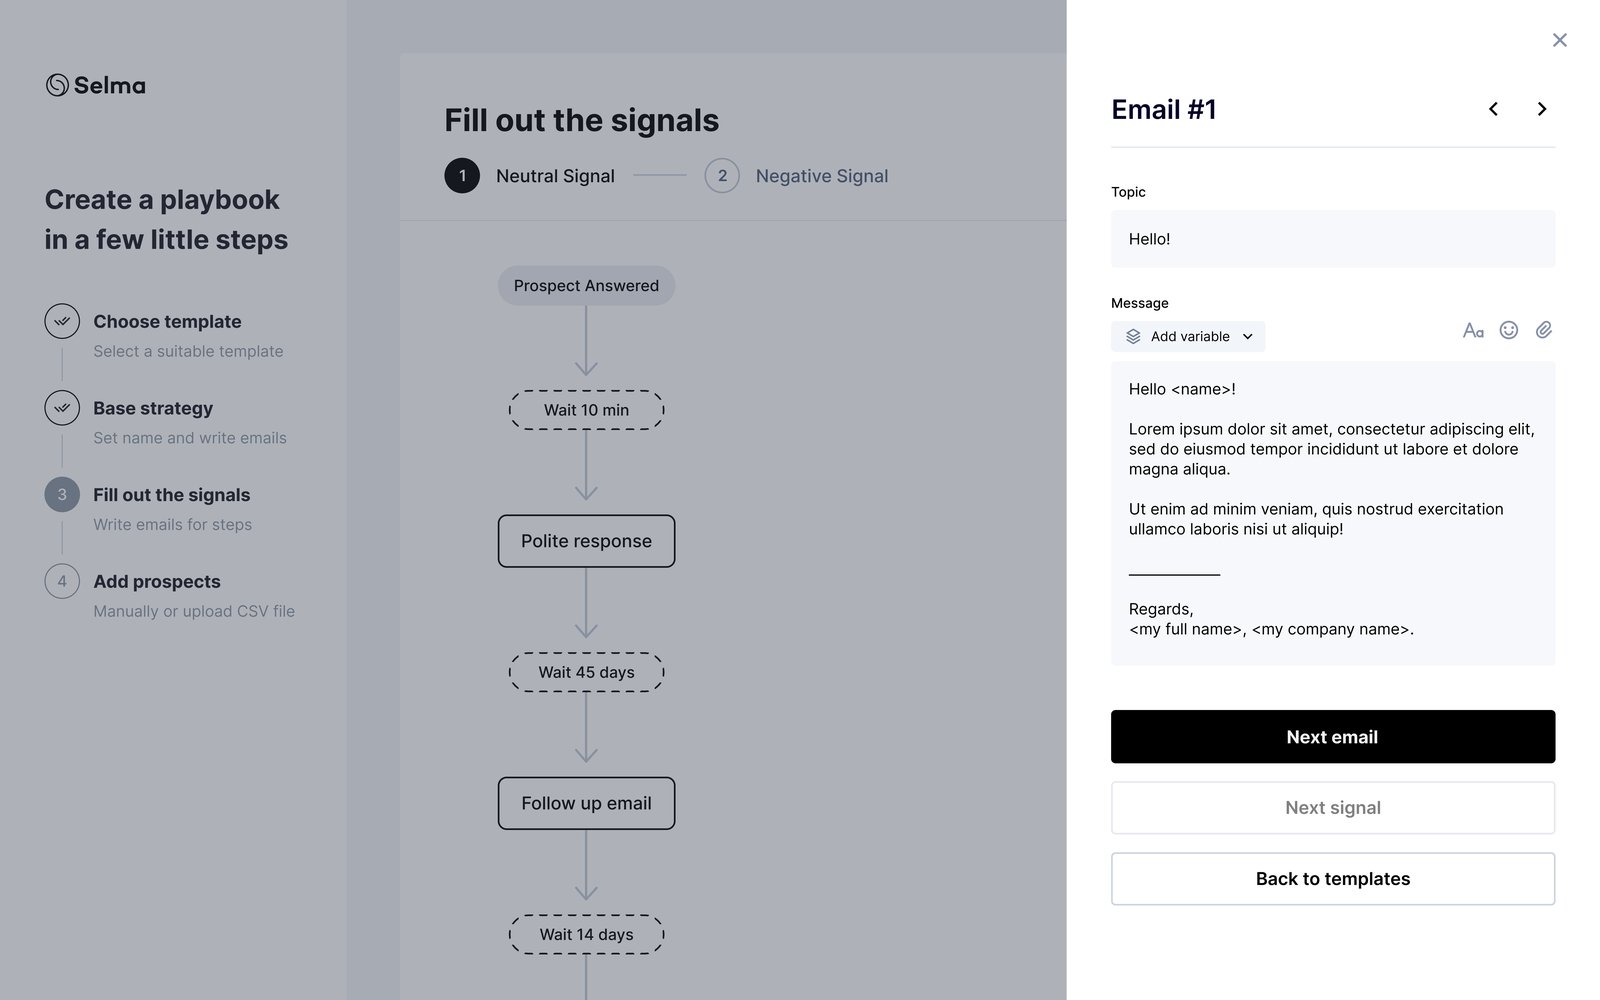 Selma
Create a playbook
in a few little steps
Choose template
Select a suitable template
Base strategy
Set name and write emails
3
Fill out the signals
Write emails for steps
4
Add prospects
Manually or upload CSV file
Fill out the signals
1 Neutral Signal
2 Negative Signal
Prospect Answered
Wait 10 min
Polite response
Wait 45 days
Follow up email
Wait 14 days
Email #1
Topic
Hello!
Message
Add variable
Aa
Hello <name>!
Lorem ipsum dolor sit amet, consectetur adipiscing elit,
sed do eiusmod tempor incididunt ut labore et dolore
magna aliqua.
Ut enim ad minim veniam, quis nostrud exercitation
ullamco laboris nisi ut aliquip!
Regards,
<my full name>, <my company name>.
Next email
Next signal
Back to templates